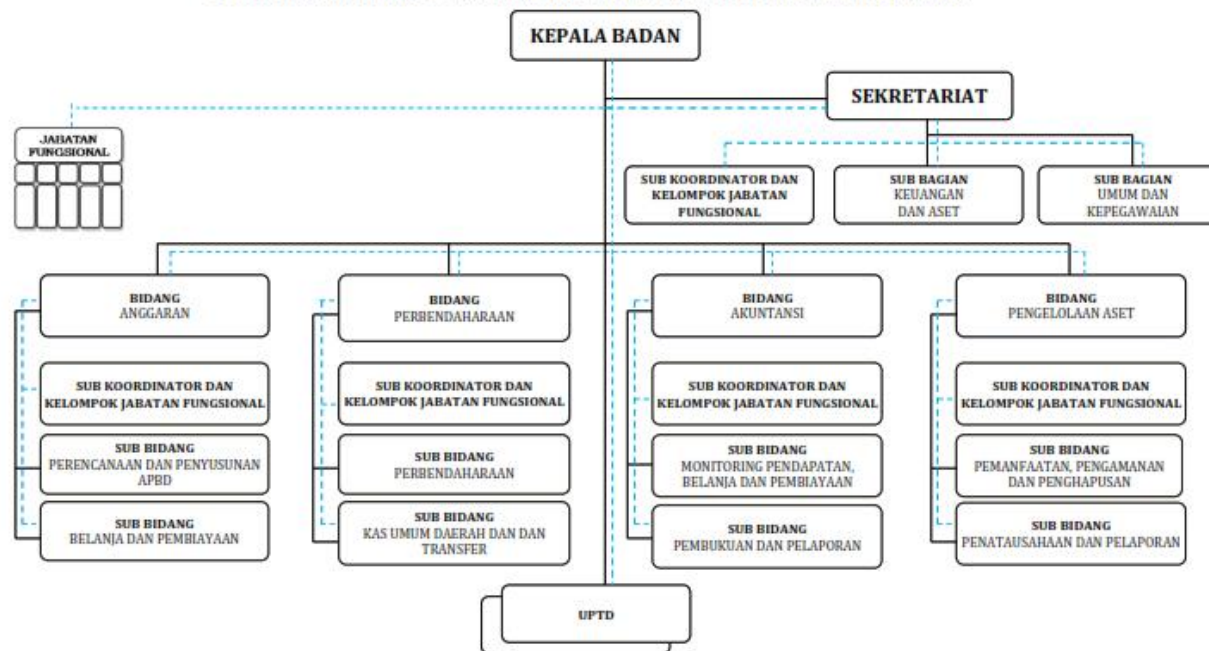 KEPALA BADAN
SEKRETARIAT
JABATAN
FUNGSIONAL
SUB KOORDINATOR DAN
KELOMPOK JABATAN
FUNGSIONAL
SUB BAGIAN
KEUANGAN
DAN ASET
SUB BAGIAN
UMUM DAN
KEPEGAWAIAN
BIDANG
ANGGARAN
BIDANG
PERBENDAHARAAN
BIDANG
AKUNTANSI
BIDANG
PENGELOLAAN ASET
SUB KOORDINATOR DAN
KELOMPOK JABATAN FUNGSIONAL
SUB KOORDINATOR DAN
KELOMPOK JABATAN FUNGSIONAL
SUB KOORDINATOR DAN
KELOMPOK JABATAN FUNGSIONAL
SUB KOORDINATOR DAN
KELOMPOK JABATAN FUNGSIONAL
SUB BIDANG
PERENCANAAN DAN PENYUSUNAN
APBD
SUB BIDANG
PERBENDAHARAAN
SUB BIDANG
MONITORING PENDAPATAN,
BELANJA DAN PEMBIAYAAN
SUB BIDANG
PEMANFAATAN, PENGAMANAN
DAN PENGHAPUSAN
SUB BIDANG
BELANJA DAN PEMBIAYAAN
SUB BIDANG
KAS UMUM DAERAH DAN DAN
TRANSFER
SUB BIDANG
PEMBUKUAN DAN PELAPORAN
SUB BIDANG
PENATAUSAHAAN DAN PELAPORAN
UPTD